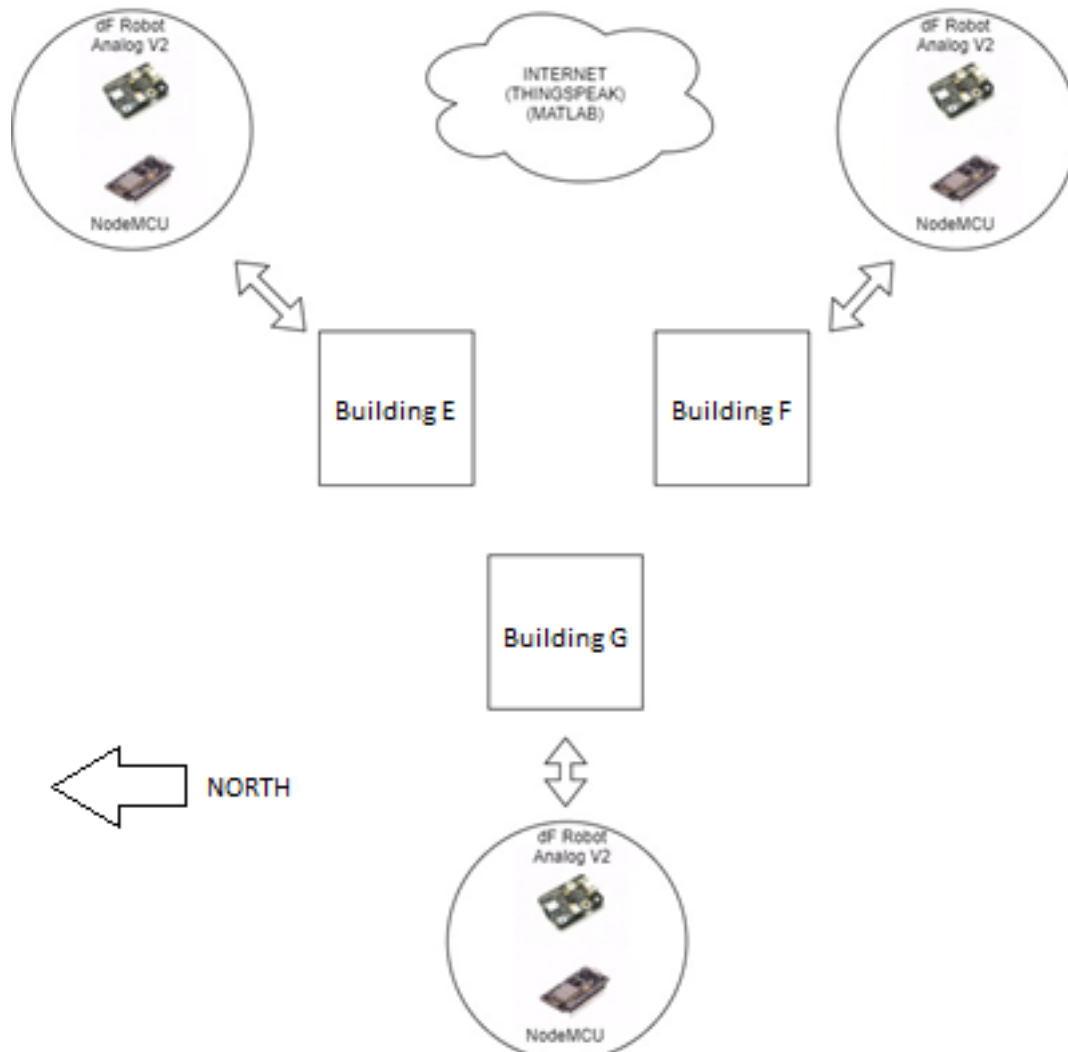 dF Robot
Analog V2
NodeMCU
INTERNET
(THINGSPEAK)
(MATLAB)
dF Robot
Analog V2
NodeMCU
Building E
Building F
Building G
NORTH
dF Robot
Analog V2
NodeMCU